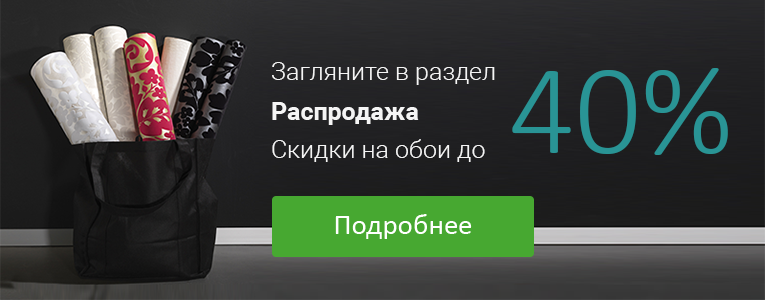 Загляните в раздел
Распродажа
Скидки на обои до
40%
Подробнее